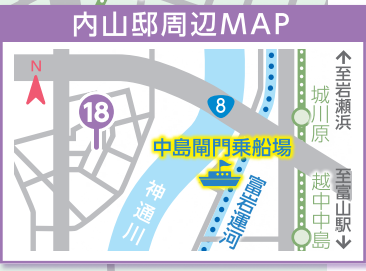 内山邸周辺MAP
N
18
8
中島閘門乗船場
神通川
富岩運河
城川原
越中中島
至岩瀬浜
至富山駅